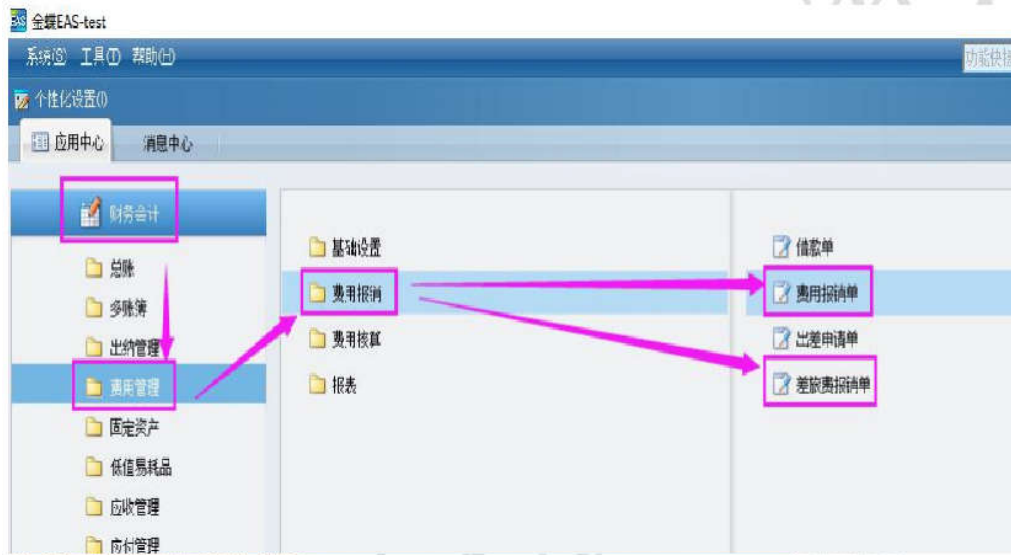 金蝶EAS-test
系统(S) 工具(T) 帮助(H)
功能快捷
个性化设置(I)
应用中心 消息中心
财务会计
总账
多账簿
出纳管理
费用管理
固定资产
低值易耗品
应收管理
应付管理
基础设置
费用报销
费用核算
报表
借款单
费用报销单
出差申请单
差旅费报销单